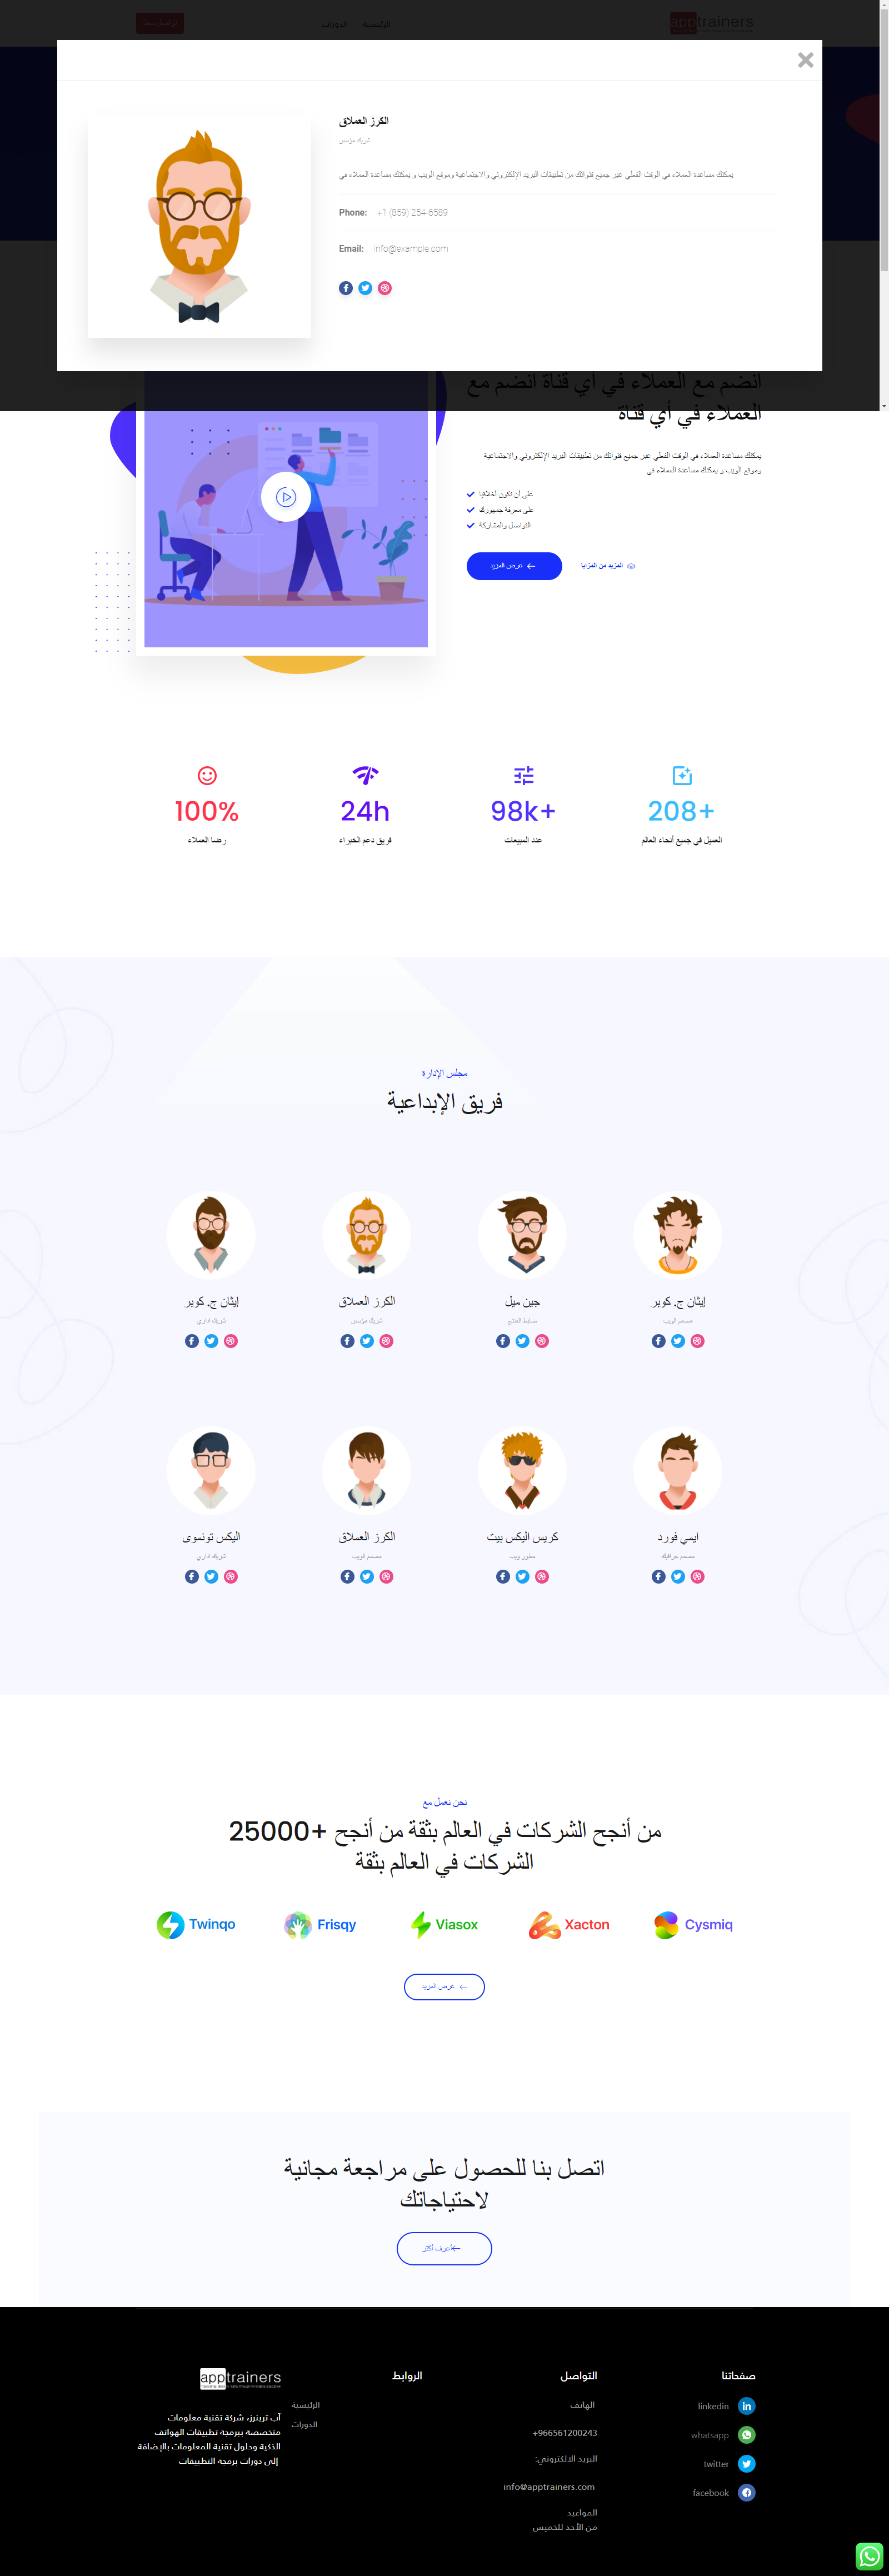 apptrainers
الرئيسية
الدورات
تواصل معنا
الكرز العملاق
شريك مؤسس
يمكنك مساعدة العملاء في الوقت الفعلي عبر جميع قنواتك من تطبيقات البريد الإلكتروني والاجتماعية وموقع الويب و يمكنك مساعدة العملاء في
Phone: +1 (859) 254-6589
Email: info@example.com
انضم مع العملاء في أي قناة انضم مع
العملاء في أي قناة
يمكنك مساعدة العملاء في الوقت الفعلي عبر جميع قنواتك من تطبيقات البريد الإلكتروني والاجتماعية
وموقع الويب و يمكنك مساعدة العملاء في
على أن تكون أخلاقيا
على معرفة جمهورك
التواصل والمشاركة
عرض المزيد
المزيد من المزايا
208+
العميل في جميع أنحاء العالم
98k+
عدد المبيعات
24h
فريق دعم الخبراء
100%
رضا العملاء
مجلس الإدارة
فريق الإبداعية
إيثان ج. كوبر
مصمم الويب
جين ميل
ضابط المنتج
الكرز العملاق
شريك مؤسس
إيثان ج. كوبر
شريك اداري
ايمي فورد
مصمم جرافيك
كريس اليكس بيت
مطور ويب
الكرز العملاق
مصمم الويب
اليكس تونموى
شريك اداري
نحن نعمل مع
من أنجح الشركات في العالم بثقة من أنجح +25000
الشركات في العالم بثقة
Twinqo
Frisqy
Viasox
Xacton
Cysmiq
عرض المزيد
اتصل بنا للحصول على مراجعة مجانية
لاحتياجاتك
أعرف أكثر
صفحاتنا
linkedin
whatsapp
twitter
facebook
التواصل
الهاتف
+966561200243
البريد الالكتروني:
info@apptrainers.com
المواعيد
من الأحد للخميس
الروابط
الرئيسية
الدورات
apptrainers
آب ترينرز، شركة تقنية معلومات
متخصصة ببرمجة تطبيقات الهواتف
الذكية وحلول تقنية المعلومات بالإضافة
إلى دورات برمجة التطبيقات